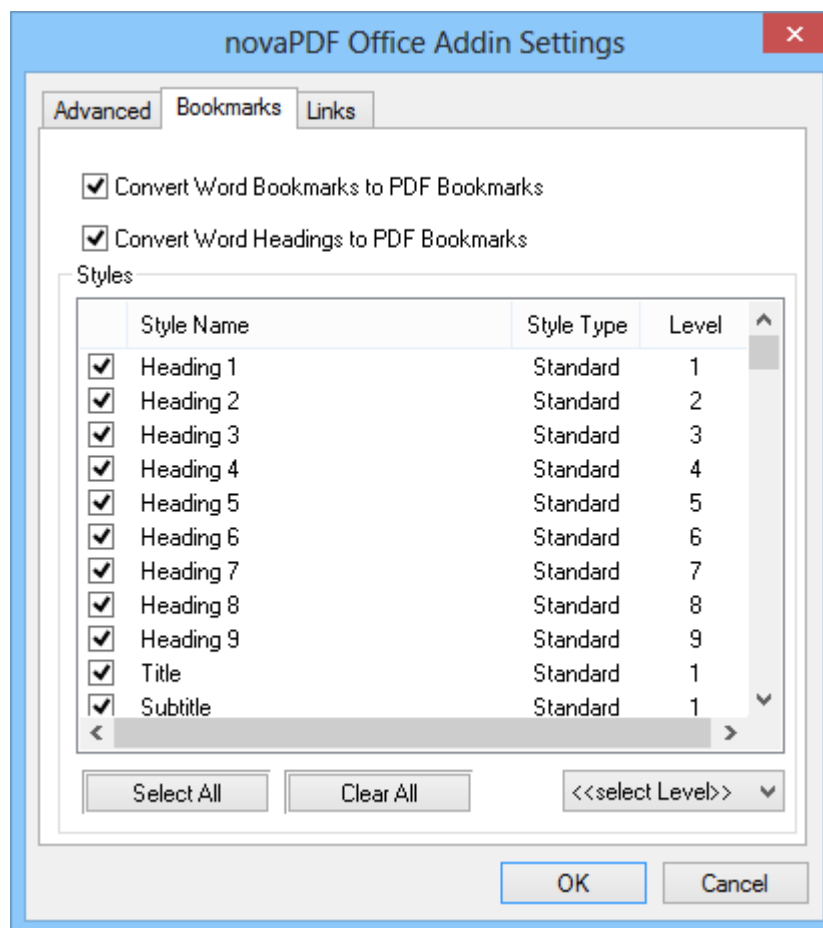 novaPDF Office Addin Settings
Advanced Bookmarks Links
Convert Word Bookmarks to PDF Bookmarks
Convert Word Headings to PDF Bookmarks
Styles
Style Name Style Type Level
Heading 1 Standard 1
Heading 2 Standard 2
Heading 3 Standard 3
Heading 4 Standard 4
Heading 5 Standard 5
Heading 6 Standard 6
Heading 7 Standard 7
Heading 8 Standard 8
Heading 9 Standard 9
Title Standard 1
Subtitle Standard 1
Select All Clear All <<select Level>>
OK Cancel